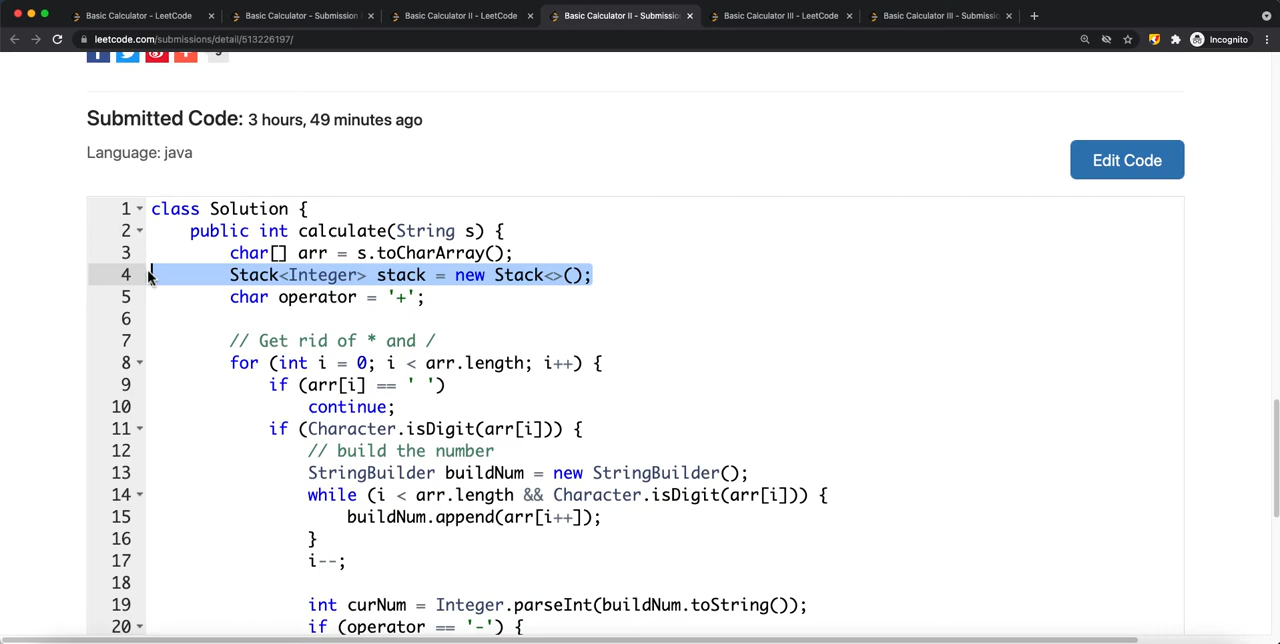 Basic Calculator - LeetCode
Basic Calculator - Submission
Basic Calculator II - LeetCode
Basic Calculator II - Submissio
Basic Calculator III - LeetCode
Basic Calculator III - Submissio
leetcode.com/submissions/detail/513226197/
Incognito
Submitted Code: 3 hours, 49 minutes ago
Language: java
Edit Code
1 class Solution {
2 public int calculate(String s) {
3 char[] arr = s.toCharArray();
4 Stack<Integer> stack = new Stack<>();
5 char operator = '+';
6
7 // Get rid of * and /
8 for (int i = 0; i < arr.length; i++) {
9 if (arr[i] == ' ')
10 continue;
11 if (Character.isDigit(arr[i])) {
12 // build the number
13 StringBuilder buildNum = new StringBuilder();
14 while (i < arr.length && Character.isDigit(arr[i])) {
15 buildNum.append(arr[i++]);
16 }
17 i--;
18
19 int curNum = Integer.parseInt(buildNum.toString());
20 if (operator == '-') {